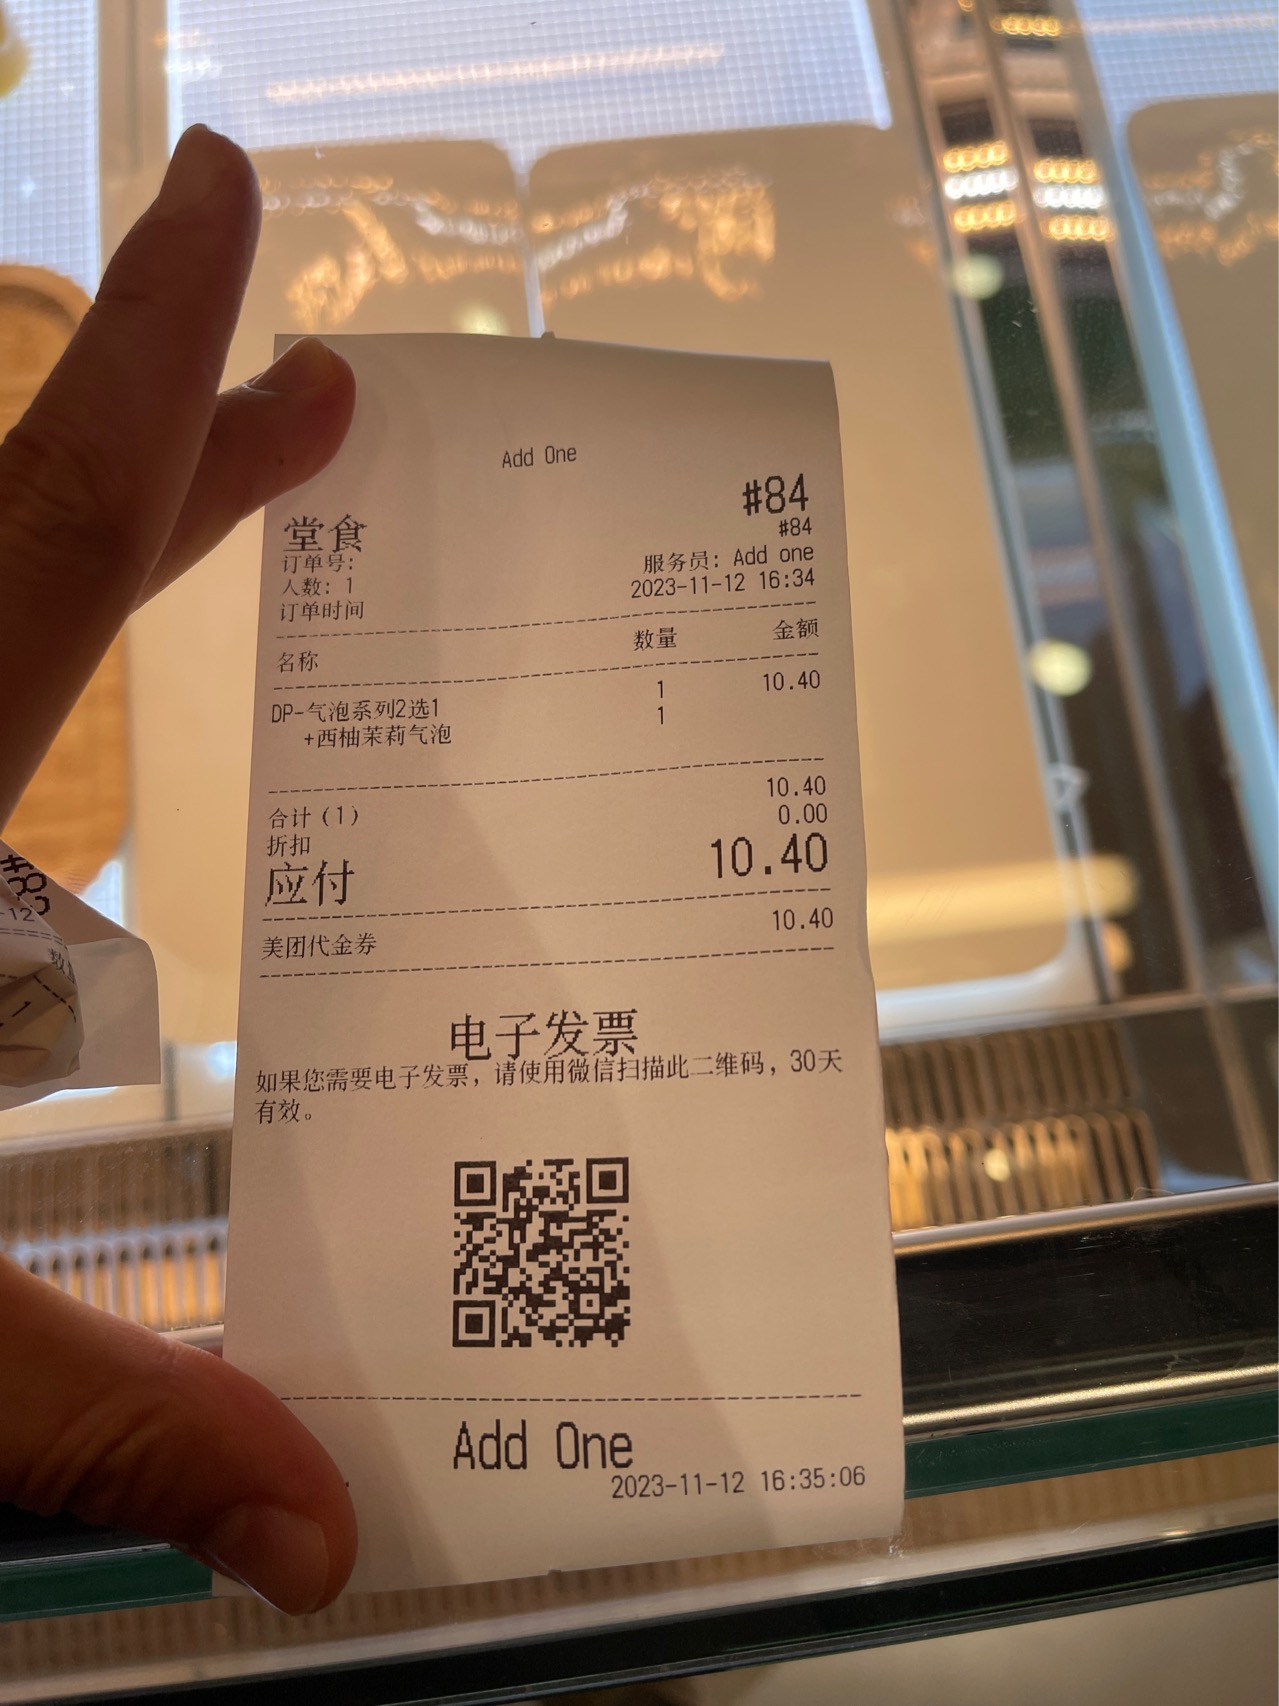 Add One
#84
#84
堂食
订单号:
服务员: Add one
人数: 1
2023-11-12 16:34
订单时间
名称 数量 金额
DP-气泡系列2选1 1 10.40
+西柚茉莉气泡 1
合计(1) 10.40
折扣 0.00
应付 10.40
美团代金券 10.40
电子发票
如果您需要电子发票，请使用微信扫描此二维码，30天
有效。
Add One
2023-11-12 16:35:06
-12